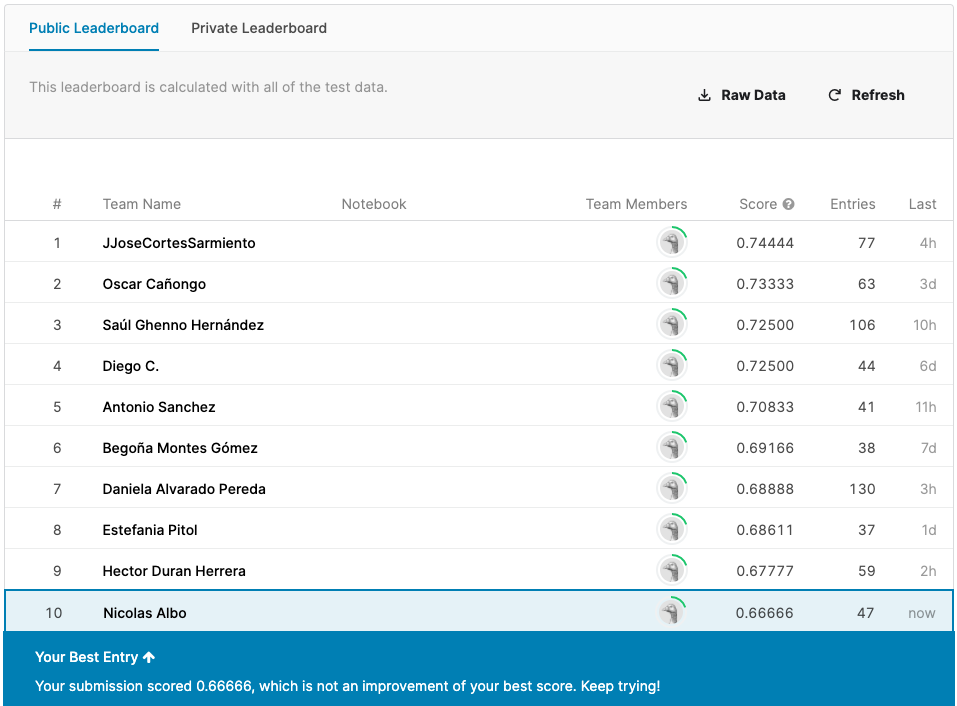 Public Leaderboard Private Leaderboard
This leaderboard is calculated with all of the test data.
Raw Data Refresh
# Team Name Notebook Team Members Score ? Entries Last
1 JJoseCortesSarmiento 0.74444 77 4h
2 Oscar Cañongo 0.73333 63 3d
3 Saúl Ghenno Hernández 0.72500 106 10h
4 Diego C. 0.72500 44 6d
5 Antonio Sanchez 0.70833 41 11h
6 Begoña Montes Gómez 0.69166 38 7d
7 Daniela Alvarado Pereda 0.68888 130 3h
8 Estefania Pitol 0.68611 37 1d
9 Hector Duran Herrera 0.67777 59 2h
10 Nicolas Albo 0.66666 47 now
Your Best Entry
Your submission scored 0.66666, which is not an improvement of your best score. Keep trying!